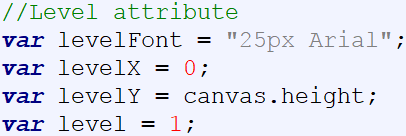 //Level attribute
var levelFont = "25px Arial";
var levelX = 0;
var levelY = canvas.height;
var level = 1;